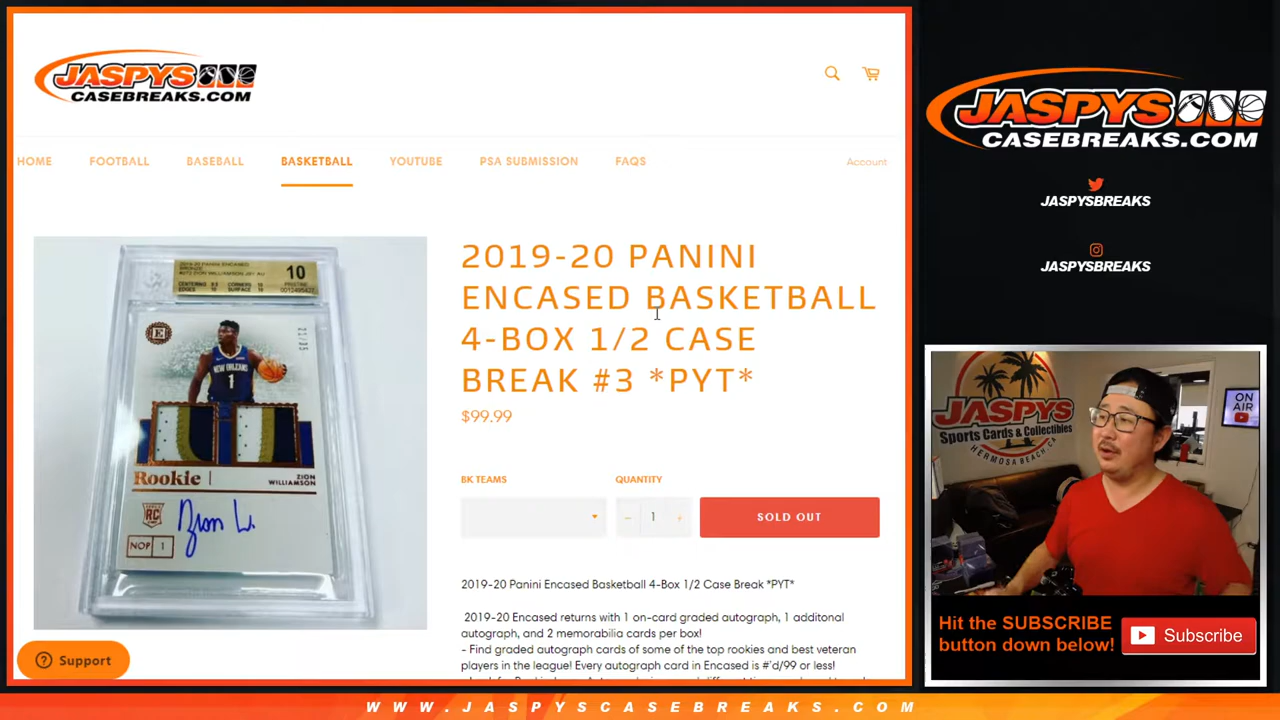 JASPYS
CASEBREAKS.COM
HOME
FOOTBALL
BASEBALL
BASKETBALL
YOUTUBE
PSA SUBMISSION
FAQS
Account
10
PRISTINE
NEW ORLEANS
1
Rookie
ZION
WILLIAMSON
RC
NOP 1
2019-20 PANINI
ENCASED BASKETBALL
4-BOX 1/2 CASE
BREAK #3 *PYT*
$99.99
BK TEAMS
QUANTITY
− 1 +
SOLD OUT
2019-20 Panini Encased Basketball 4-Box 1/2 Case Break *PYT*
2019-20 Encased returns with 1 on-card graded autograph, 1 additonal
autograph, and 2 memorabilia cards per box!
- Find graded autograph cards of some of the top rookies and best veteran
players in the league! Every autograph card in Encased is #'d/99 or less!
Support
JASPYS
CASEBREAKS.COM
JASPYSBREAKS
JASPYSBREAKS
JASPYS
Sports Cards & Collectibles
HERMOSA BEACH, CA
ON
AIR
Hit the SUBSCRIBE
button down below!
Subscribe
WWW.JASPYSCASEBREAKS.COM